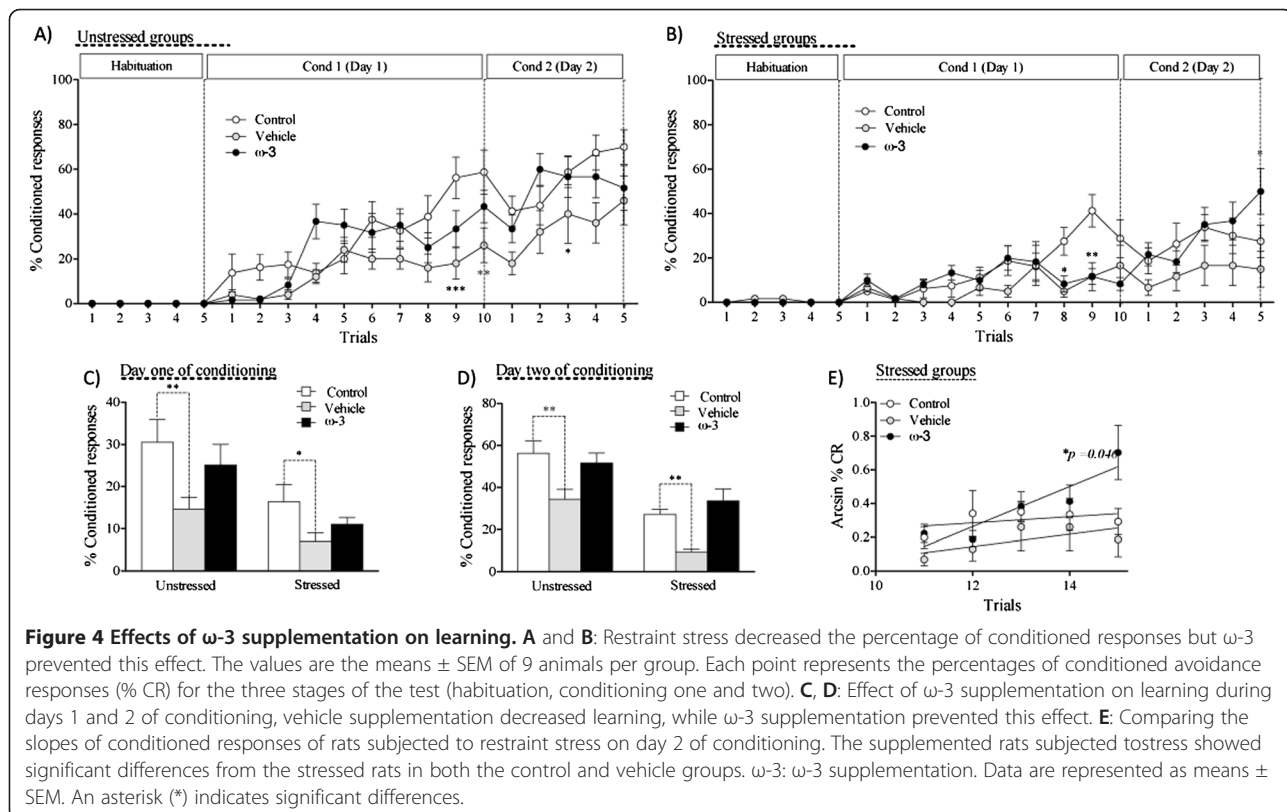 A) Unstressed groups
Habituation Cond 1 (Day 1) Cond 2 (Day 2)
% Conditioned responses
100
80
60
40
20
0
Control
Vehicle
ω-3
*** ** *
1 2 3 4 5 1 2 3 4 5 6 7 8 9 10 1 2 3 4 5
Trials
B) Stressed groups
Habituation Cond 1 (Day 1) Cond 2 (Day 2)
% Conditioned responses
100
80
60
40
20
0
Control
Vehicle
ω-3
* ** *
1 2 3 4 5 1 2 3 4 5 6 7 8 9 10 1 2 3 4 5
Trials
C) Day one of conditioning
% Conditioned responses
40
30
20
10
0
** *
Control
Vehicle
ω-3
Unstressed Stressed
D) Day two of conditioning
% Conditioned responses
80
60
40
20
0
** **
Control
Vehicle
ω-3
Unstressed Stressed
E) Stressed groups
Arcsin % CR
1.0
0.8
0.6
0.4
0.2
0.0
Control
Vehicle
ω-3
*p =0.046
10 12 14
Trials
Figure 4 Effects of ω-3 supplementation on learning. A and B: Restraint stress decreased the percentage of conditioned responses but ω-3
prevented this effect. The values are the means ± SEM of 9 animals per group. Each point represents the percentages of conditioned avoidance
responses (% CR) for the three stages of the test (habituation, conditioning one and two). C, D: Effect of ω-3 supplementation on learning during
days 1 and 2 of conditioning, vehicle supplementation decreased learning, while ω-3 supplementation prevented this effect. E: Comparing the
slopes of conditioned responses of rats subjected to restraint stress on day 2 of conditioning. The supplemented rats subjected tostress showed
significant differences from the stressed rats in both the control and vehicle groups. ω-3: ω-3 supplementation. Data are represented as means ±
SEM. An asterisk (*) indicates significant differences.